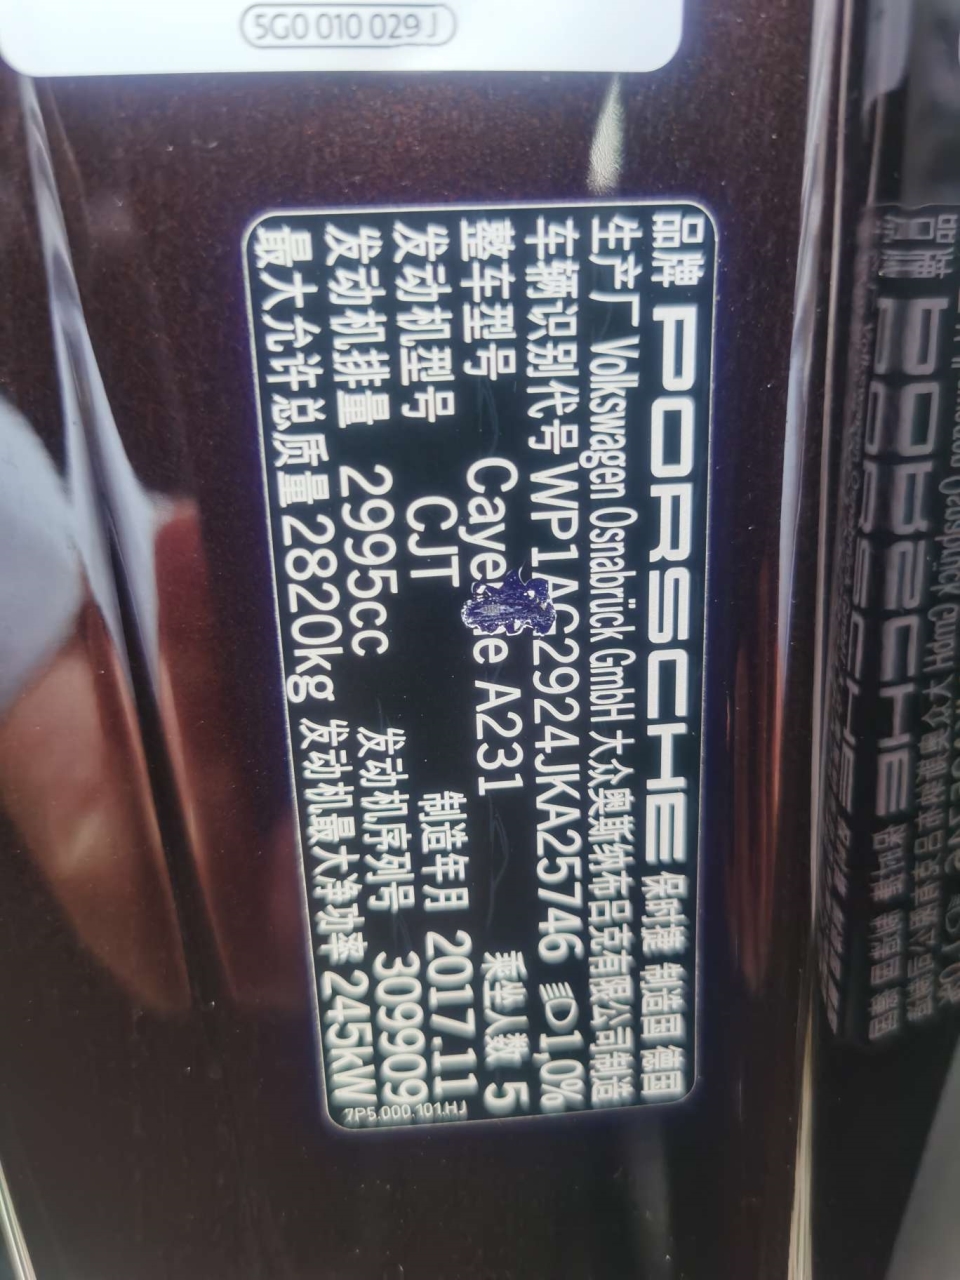 5G0 010 029 J
品牌 PORSCHE 保时捷 制造国 德国
生产厂 Volkswagen Osnabrück GmbH 大众奥斯纳布吕克有限公司制造
车辆识别代号 WP1AG2924JKA25746 1,0%
整车型号 Cayenne A231 乘坐人数 5
发动机型号 CJT 制造年月 2017.11
发动机排量 2995cc 发动机序列号 309909
最大允许总质量 2820kg 发动机最大净功率 245kW
7P5.000.101.HJ